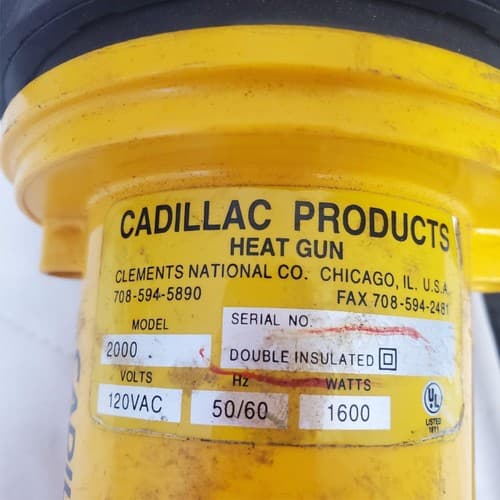 CADILLAC PRODUCTS
HEAT GUN
CLEMENTS NATIONAL CO. CHICAGO, IL. U.S.A.
708-594-5890 FAX 708-594-2481
MODEL
2000
SERIAL NO.
DOUBLE INSULATED
VOLTS Hz WATTS
120VAC 50/60 1600
UL
LISTED